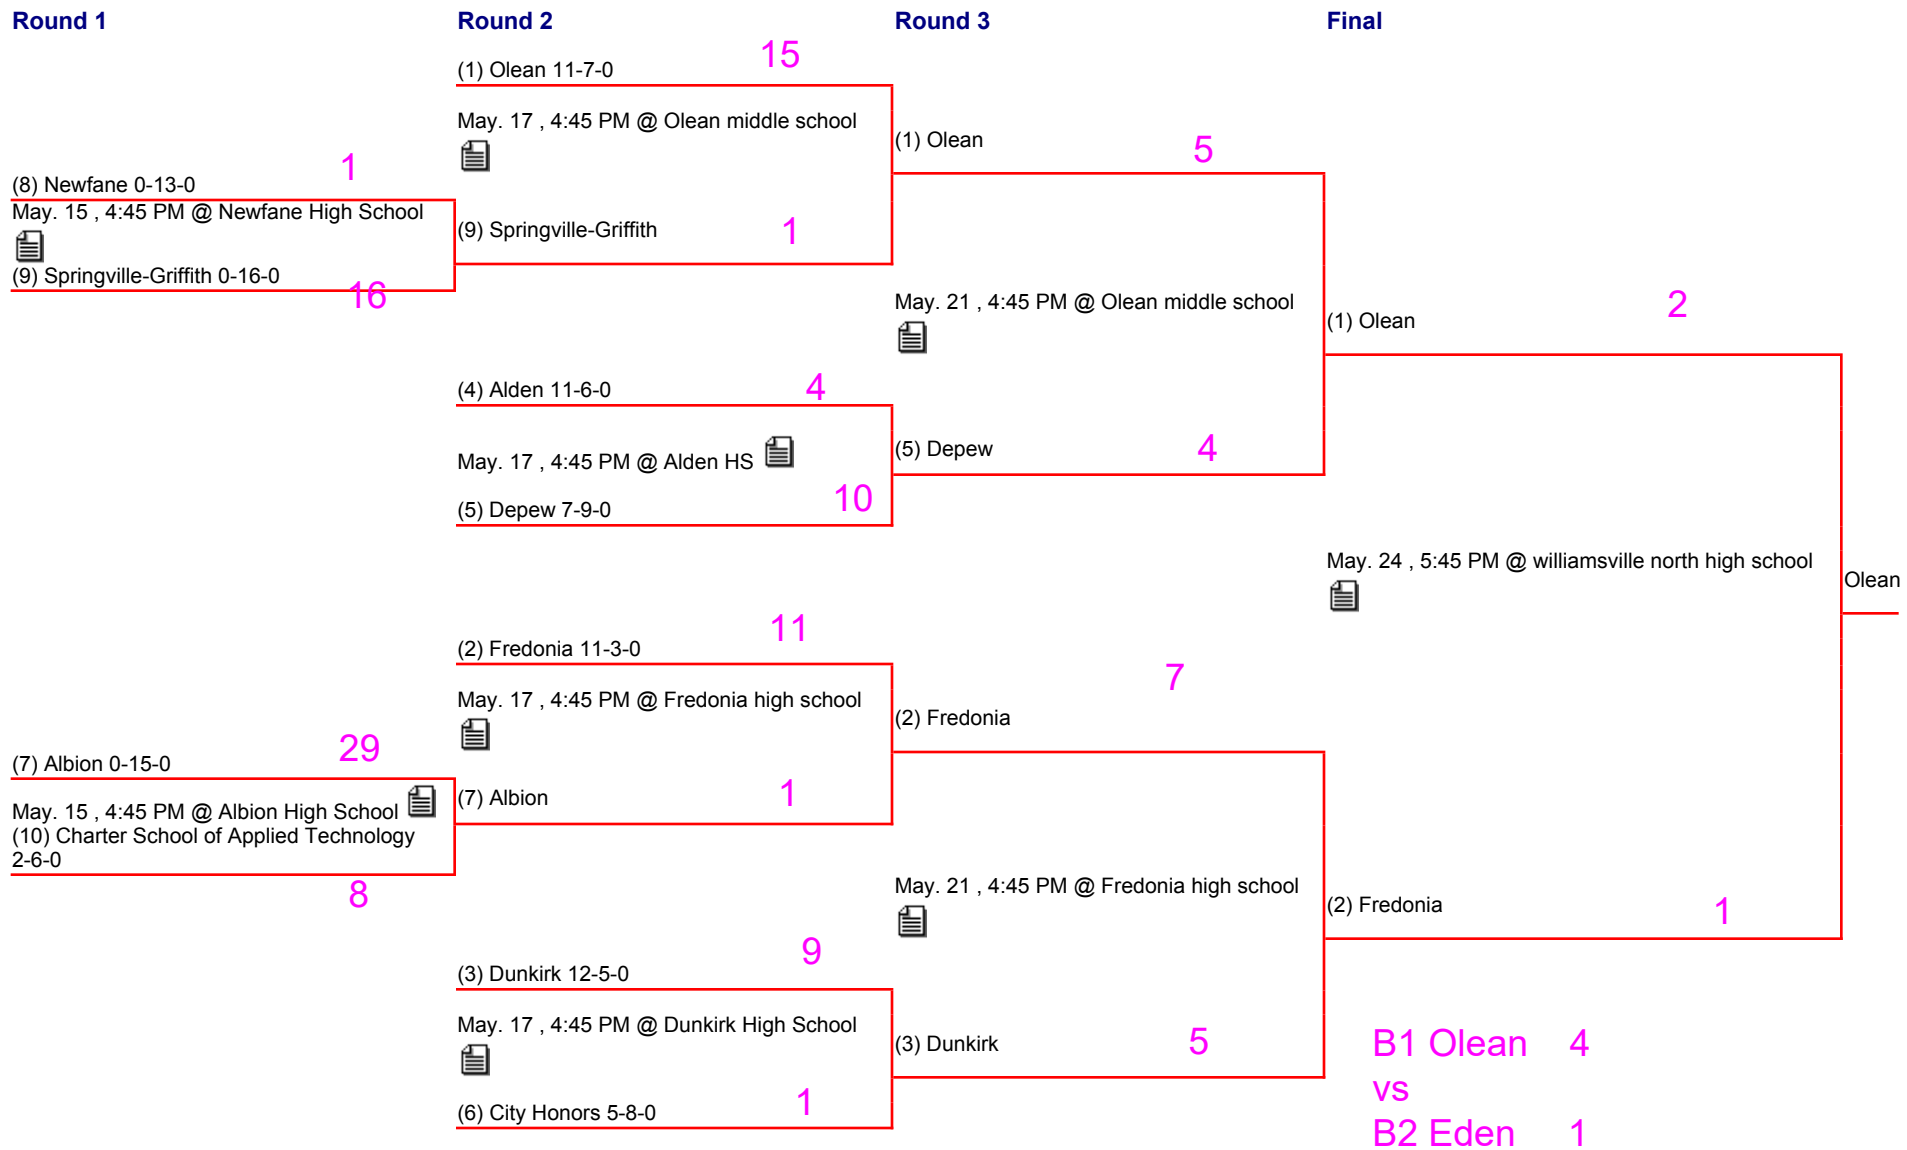 Round 1
Round 2
Round 3
Final
15
(1) Olean 11-7-0
May. 17 , 4:45 PM @ Olean middle school
(1) Olean
5
1
(8) Newfane 0-13-0
May. 15 , 4:45 PM @ Newfane High School
(9) Springville-Griffith
1
(9) Springville-Griffith 0-16-0
16
May. 21 , 4:45 PM @ Olean middle school
2
(1) Olean
(4) Alden 11-6-0
4
May. 17 , 4:45 PM @ Alden HS
(5) Depew
4
10
(5) Depew 7-9-0
May. 24 , 5:45 PM @ williamsville north high school
Olean
11
(2) Fredonia 11-3-0
7
May. 17 , 4:45 PM @ Fredonia high school
(2) Fredonia
29
(7) Albion 0-15-0
(7) Albion
1
May. 15 , 4:45 PM @ Albion High School
(10) Charter School of Applied Technology
2-6-0
8
May. 21 , 4:45 PM @ Fredonia high school
(2) Fredonia
1
9
(3) Dunkirk 12-5-0
May. 17 , 4:45 PM @ Dunkirk High School
(3) Dunkirk
5
1
(6) City Honors 5-8-0
B1 Olean 4
vs
B2 Eden 1